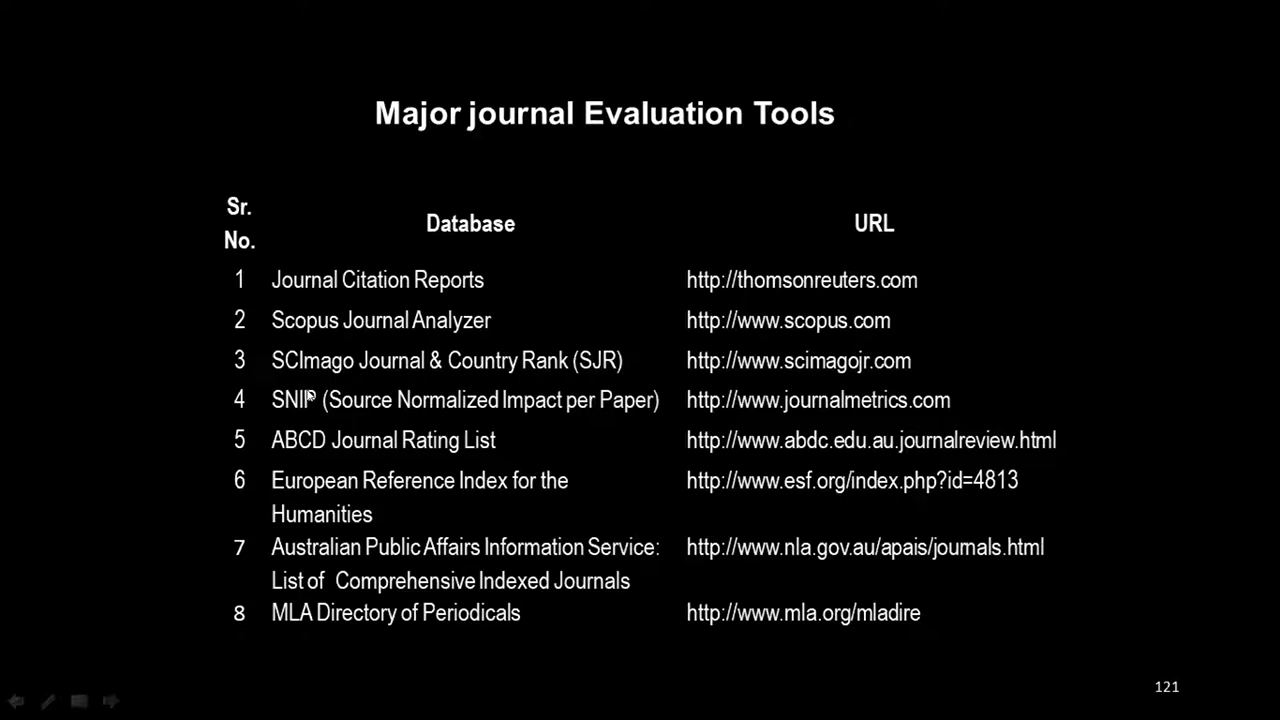 Major journal Evaluation Tools
Sr. No. Database URL
1 Journal Citation Reports http://thomsonreuters.com
2 Scopus Journal Analyzer http://www.scopus.com
3 SCImago Journal & Country Rank (SJR) http://www.scimagojr.com
4 SNIP (Source Normalized Impact per Paper) http://www.journalmetrics.com
5 ABCD Journal Rating List http://www.abdc.edu.au.journalreview.html
6 European Reference Index for the http://www.esf.org/index.php?id=4813
Humanities
7 Australian Public Affairs Information Service: http://www.nla.gov.au/apais/journals.html
List of Comprehensive Indexed Journals
8 MLA Directory of Periodicals http://www.mla.org/mladire
121